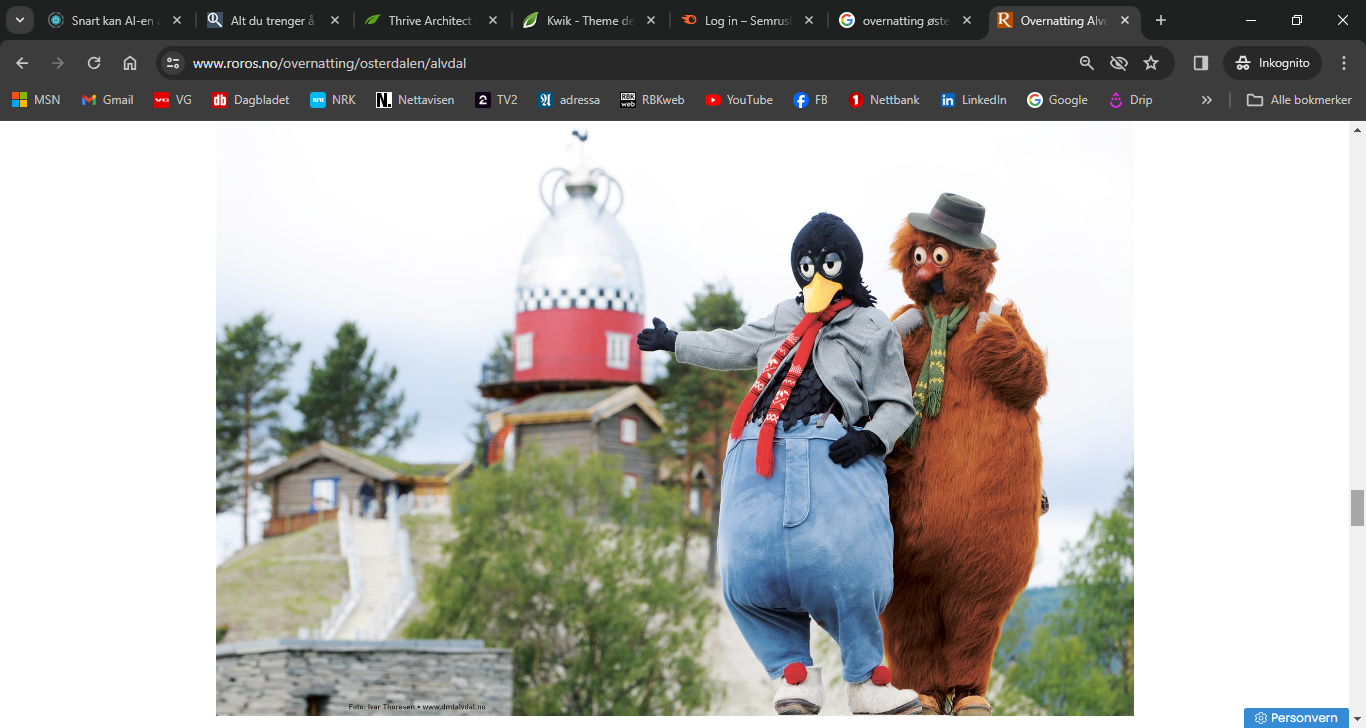 Snart kan AI-en
Alt du trenger å
Thrive Architect
Kwik - Theme de
Log in – Semrus
overnatting øste
Overnatting Alvd
www.roros.no/overnatting/osterdalen/alvdal
Inkognito
MSN
Gmail
VG
Dagbladet
NRK
Nettavisen
TV2
adressa
RBKweb
YouTube
FB
Nettbank
LinkedIn
Google
Drip
Alle bokmerker
Foto: Ivar Thoresen • www.dmtalvdal.no
Personvern